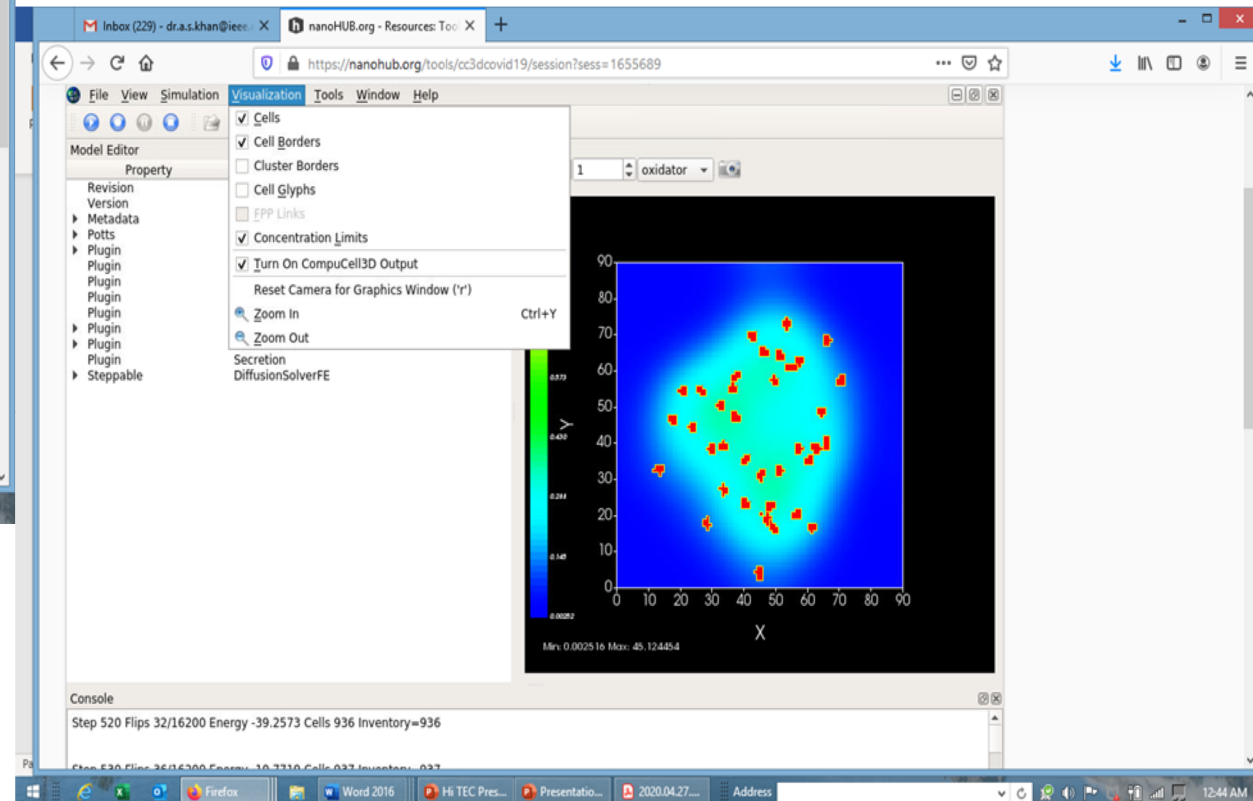 Inbox (229) - dr.a.s.khan@ieee.
nanoHUB.org - Resources: Too
https://nanohub.org/tools/cc3dcovid19/session?sess=1655689
File View Simulation Visualization Tools Window Help
Cells
Cell Borders
Cluster Borders
Cell Glyphs
FPP Links
Concentration Limits
Turn On CompuCell3D Output
Reset Camera for Graphics Window ('r')
Zoom In Ctrl+Y
Zoom Out
Model Editor
Property
Revision
Version
Metadata
Potts
Plugin
Plugin
Plugin
Plugin
Plugin
Plugin
Plugin
Plugin Secretion
Steppable DiffusionSolverFE
1 oxidator
90
80
70
60
50
40
30
20
10
0
Y
0.573
0.430
0.145
0 10 20 30 40 50 60 70 80 90
X
Min: 0.002516 Max: 45.124454
Console
Step 520 Flips 32/16200 Energy -39.2573 Cells 936 Inventory=936
Firefox
Word 2016
Hi TEC Pres...
Presentatio...
2020.04.27....
Address
12:44 AM